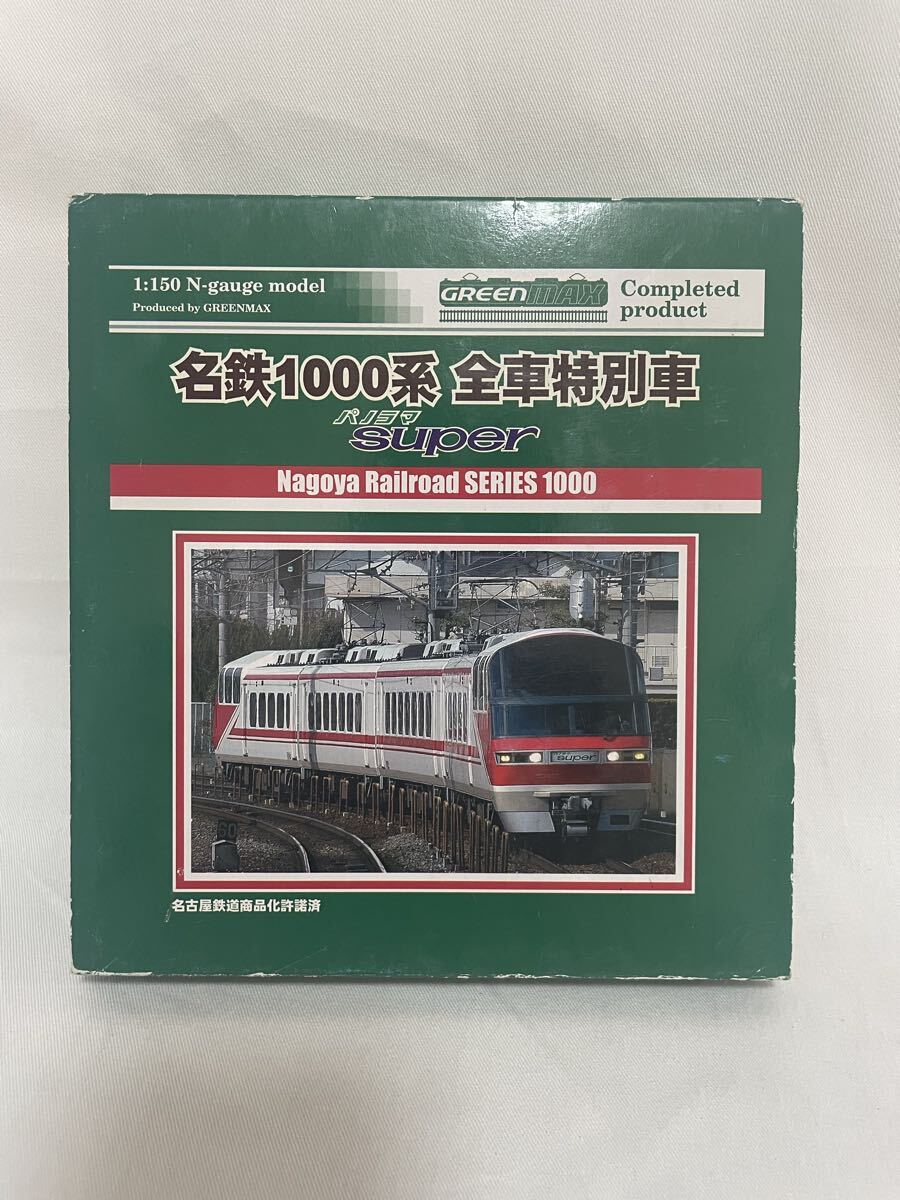 1:150 N-gauge model
Produced by GREENMAX
GREENMAX
Completed
product
名鉄1000系 全車特別車
パノラマ
super
Nagoya Railroad SERIES 1000
super
60
名古屋鉄道商品化許諾済